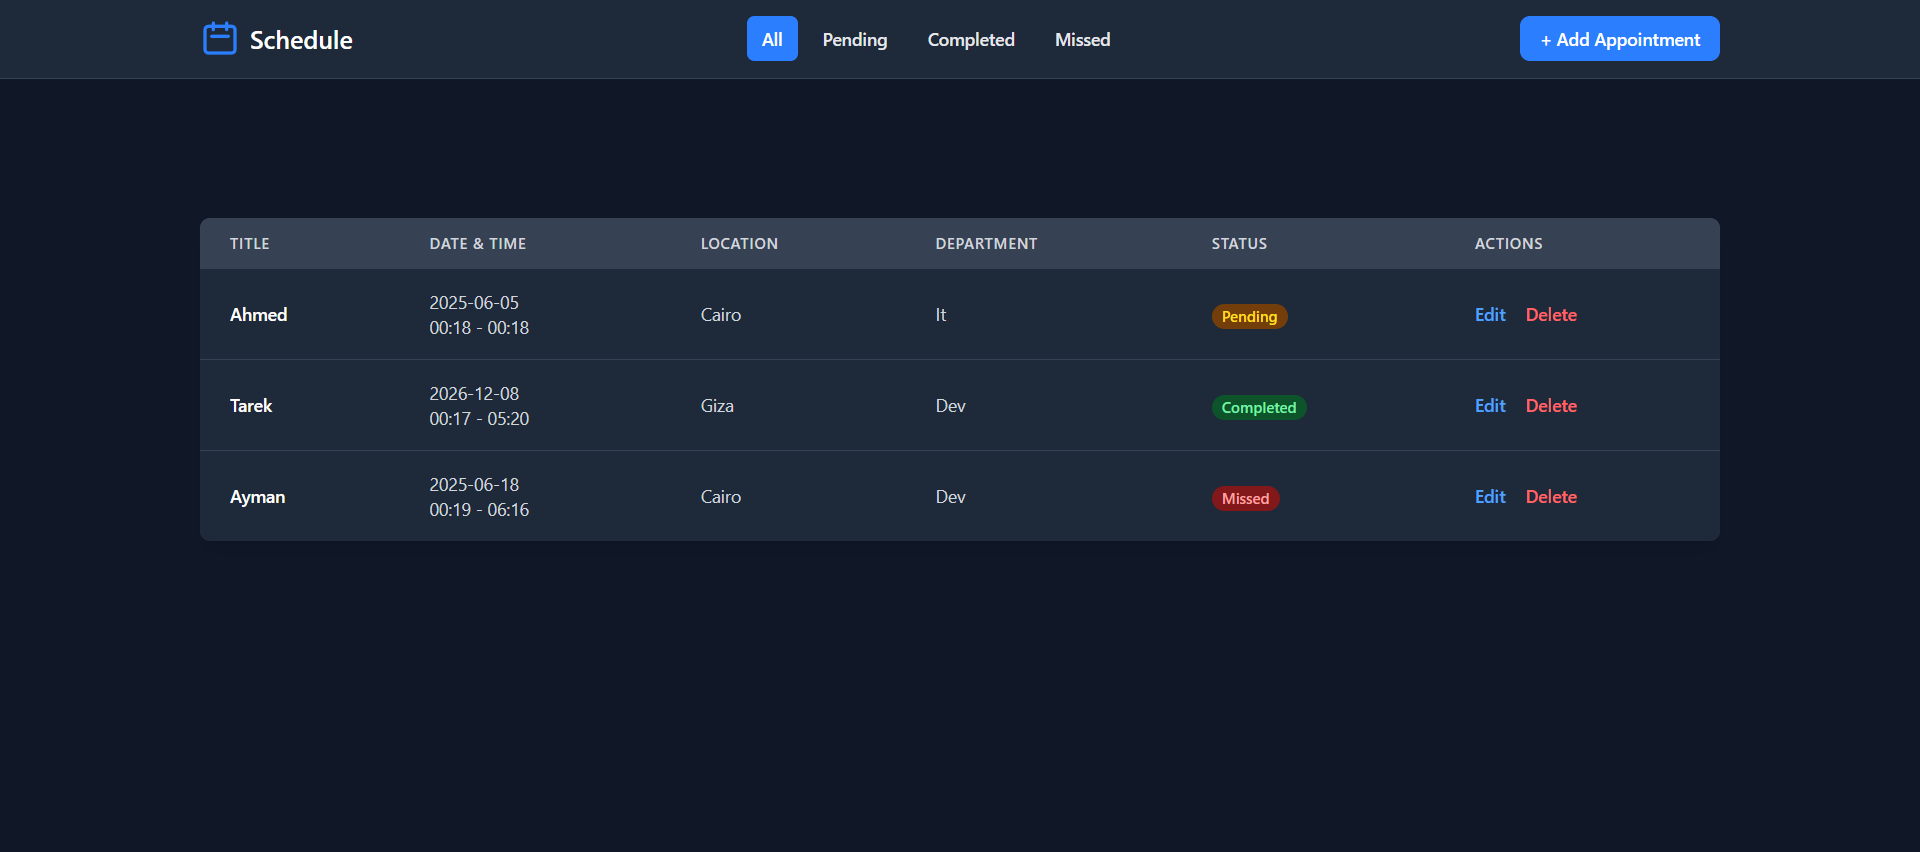 Schedule
All
Pending
Completed
Missed
+ Add Appointment
TITLE
DATE & TIME
LOCATION
DEPARTMENT
STATUS
ACTIONS
Ahmed
2025-06-05
00:18 - 00:18
Cairo
It
Pending
Edit
Delete
Tarek
2026-12-08
00:17 - 05:20
Giza
Dev
Completed
Edit
Delete
Ayman
2025-06-18
00:19 - 06:16
Cairo
Dev
Missed
Edit
Delete